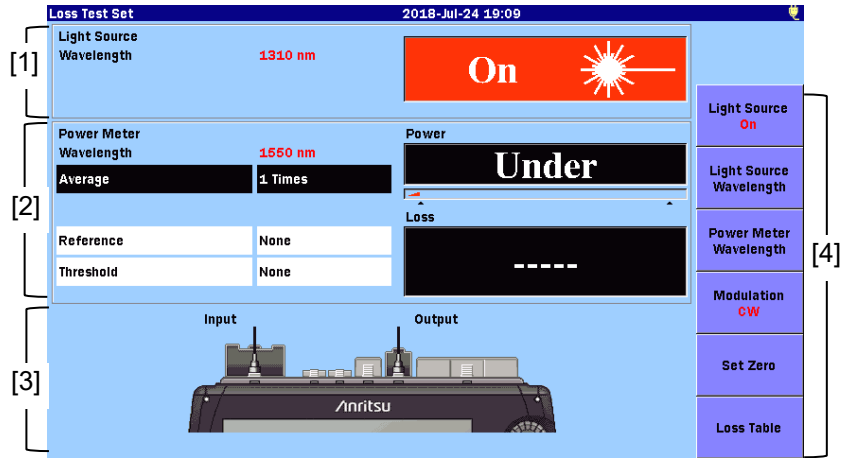 Loss Test Set 2018-Jul-24 19:09
[1]
Light Source
Wavelength 1310 nm
On
[2]
Power Meter
Wavelength 1550 nm
Average 1 Times
Power
Under
Loss
-----
Reference None
Threshold None
[3]
Input Output
Anritsu
[4]
Light Source
On
Light Source
Wavelength
Power Meter
Wavelength
Modulation
CW
Set Zero
Loss Table